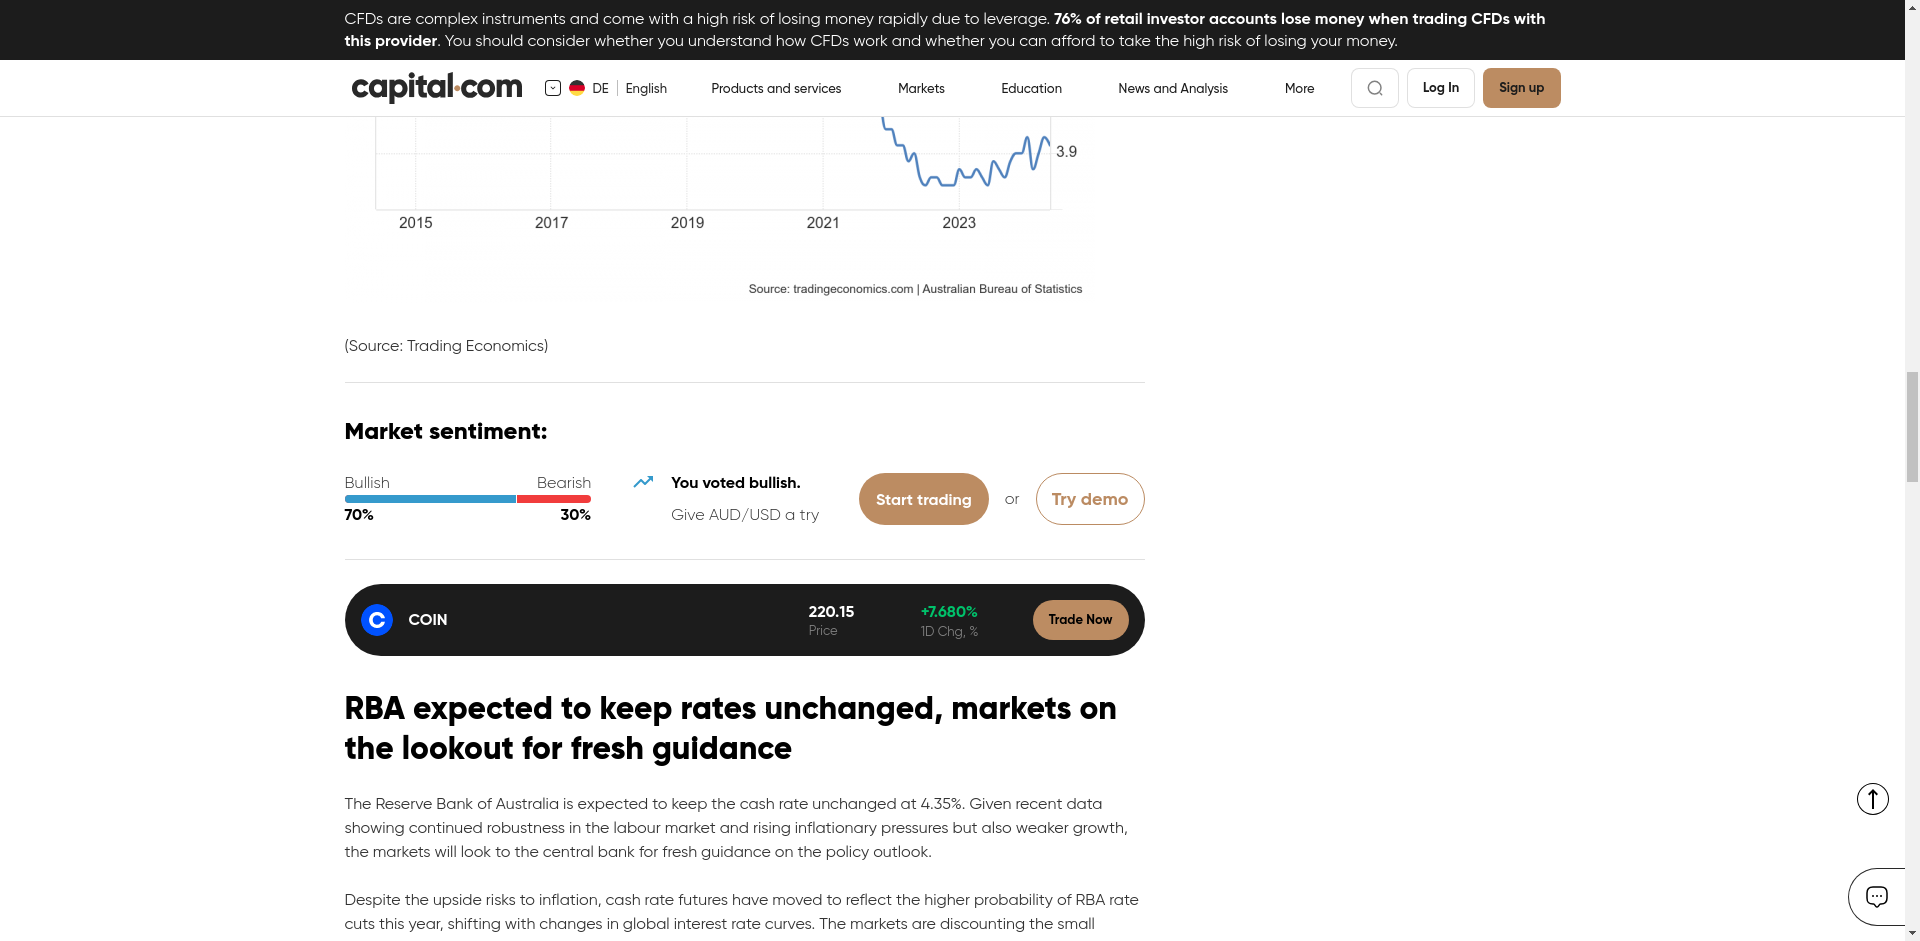 CFDs are complex instruments and come with a high risk of losing money rapidly due to leverage. 76% of retail investor accounts lose money when trading CFDs with
this provider. You should consider whether you understand how CFDs work and whether you can afford to take the high risk of losing your money.
capital.com
DE
English
Products and services
Markets
Education
News and Analysis
More
Log In
Sign up
3.9
2015
2017
2019
2021
2023
Source: tradingeconomics.com | Australian Bureau of Statistics
(Source: Trading Economics)
Market sentiment:
Bullish
Bearish
70%
30%
You voted bullish.
Give AUD/USD a try
Start trading
or
Try demo
C
COIN
220.15
Price
+7.680%
1D Chg, %
Trade Now
RBA expected to keep rates unchanged, markets on
the lookout for fresh guidance
The Reserve Bank of Australia is expected to keep the cash rate unchanged at 4.35%. Given recent data
showing continued robustness in the labour market and rising inflationary pressures but also weaker growth,
the markets will look to the central bank for fresh guidance on the policy outlook.
Despite the upside risks to inflation, cash rate futures have moved to reflect the higher probability of RBA rate
cuts this year, shifting with changes in global interest rate curves. The markets are discounting the small